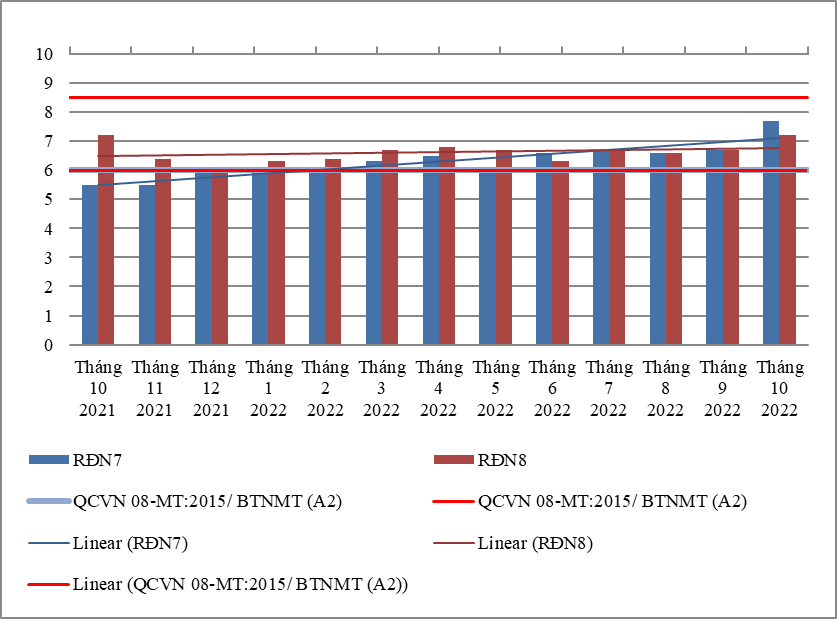 10
9
8
7
6
5
4
3
2
1
0
Tháng 10 2021
Tháng 11 2021
Tháng 12 2021
Tháng 1 2022
Tháng 2 2022
Tháng 3 2022
Tháng 4 2022
Tháng 5 2022
Tháng 6 2022
Tháng 7 2022
Tháng 8 2022
Tháng 9 2022
Tháng 10 2022
RĐN7
RĐN8
QCVN 08-MT:2015/ BTNMT (A2)
QCVN 08-MT:2015/ BTNMT (A2)
Linear (RĐN7)
Linear (RĐN8)
Linear (QCVN 08-MT:2015/ BTNMT (A2))